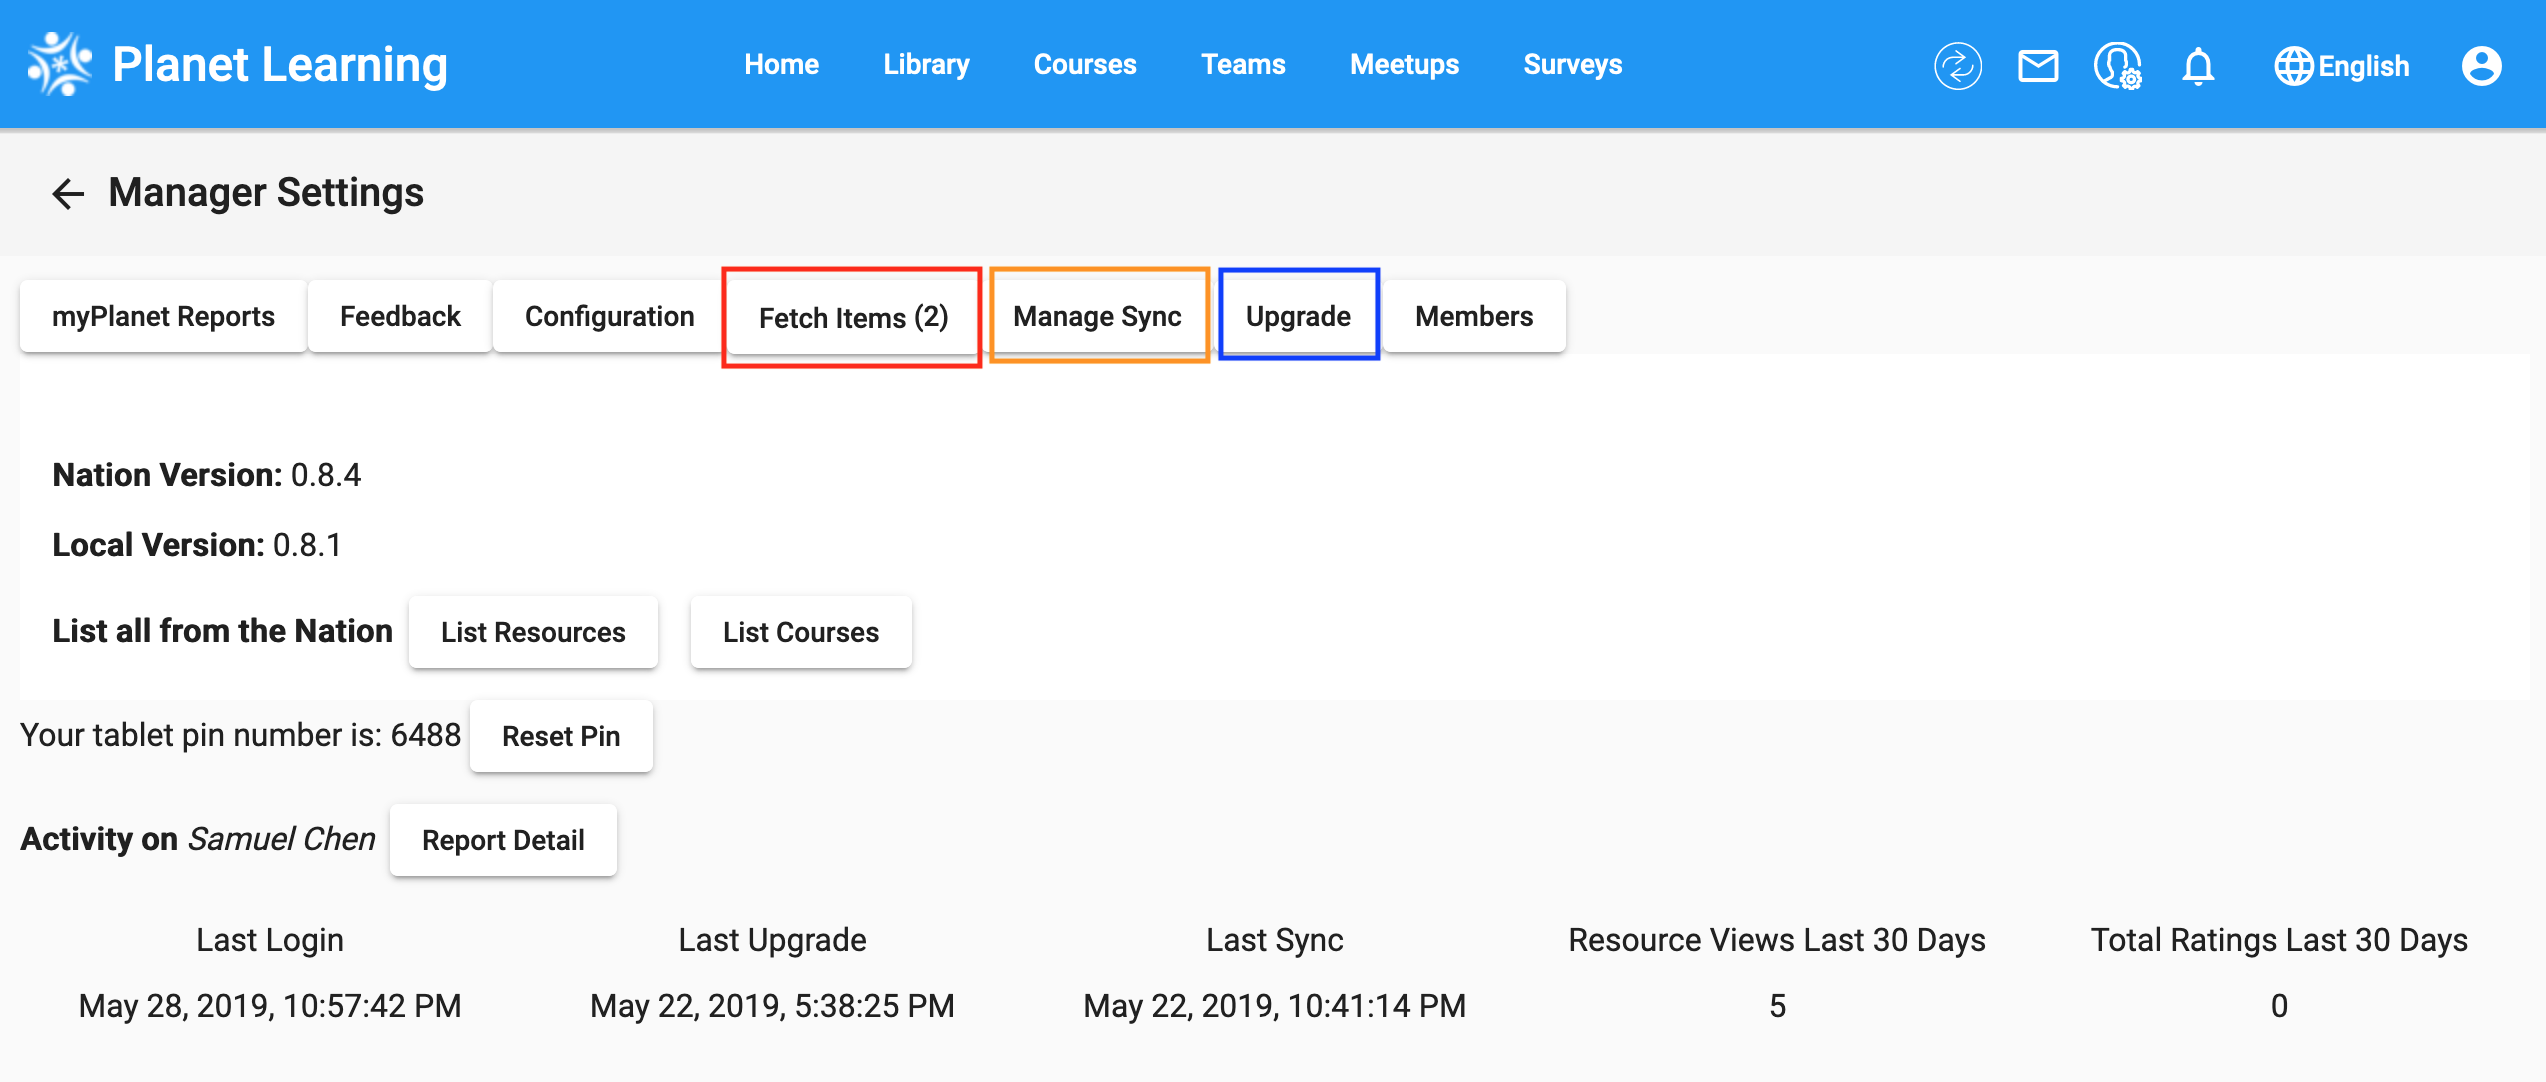 Planet Learning Home Library Courses Teams Meetups Surveys English
Manager Settings
myPlanet Reports Feedback Configuration Fetch Items (2) Manage Sync Upgrade Members
Nation Version: 0.8.4
Local Version: 0.8.1
List all from the Nation List Resources List Courses
Your tablet pin number is: 6488 Reset Pin
Activity on Samuel Chen Report Detail
Last Login Last Upgrade Last Sync Resource Views Last 30 Days Total Ratings Last 30 Days
May 28, 2019, 10:57:42 PM May 22, 2019, 5:38:25 PM May 22, 2019, 10:41:14 PM 5 0